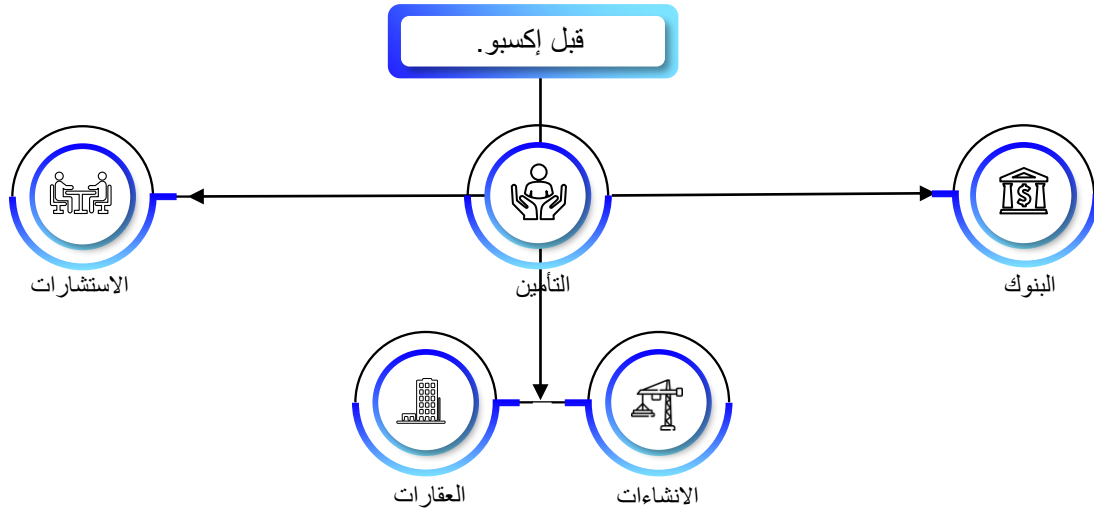 قبل إكسبو.
البنوك
التأمين
الاستشارات
الانشاءات
العقارات